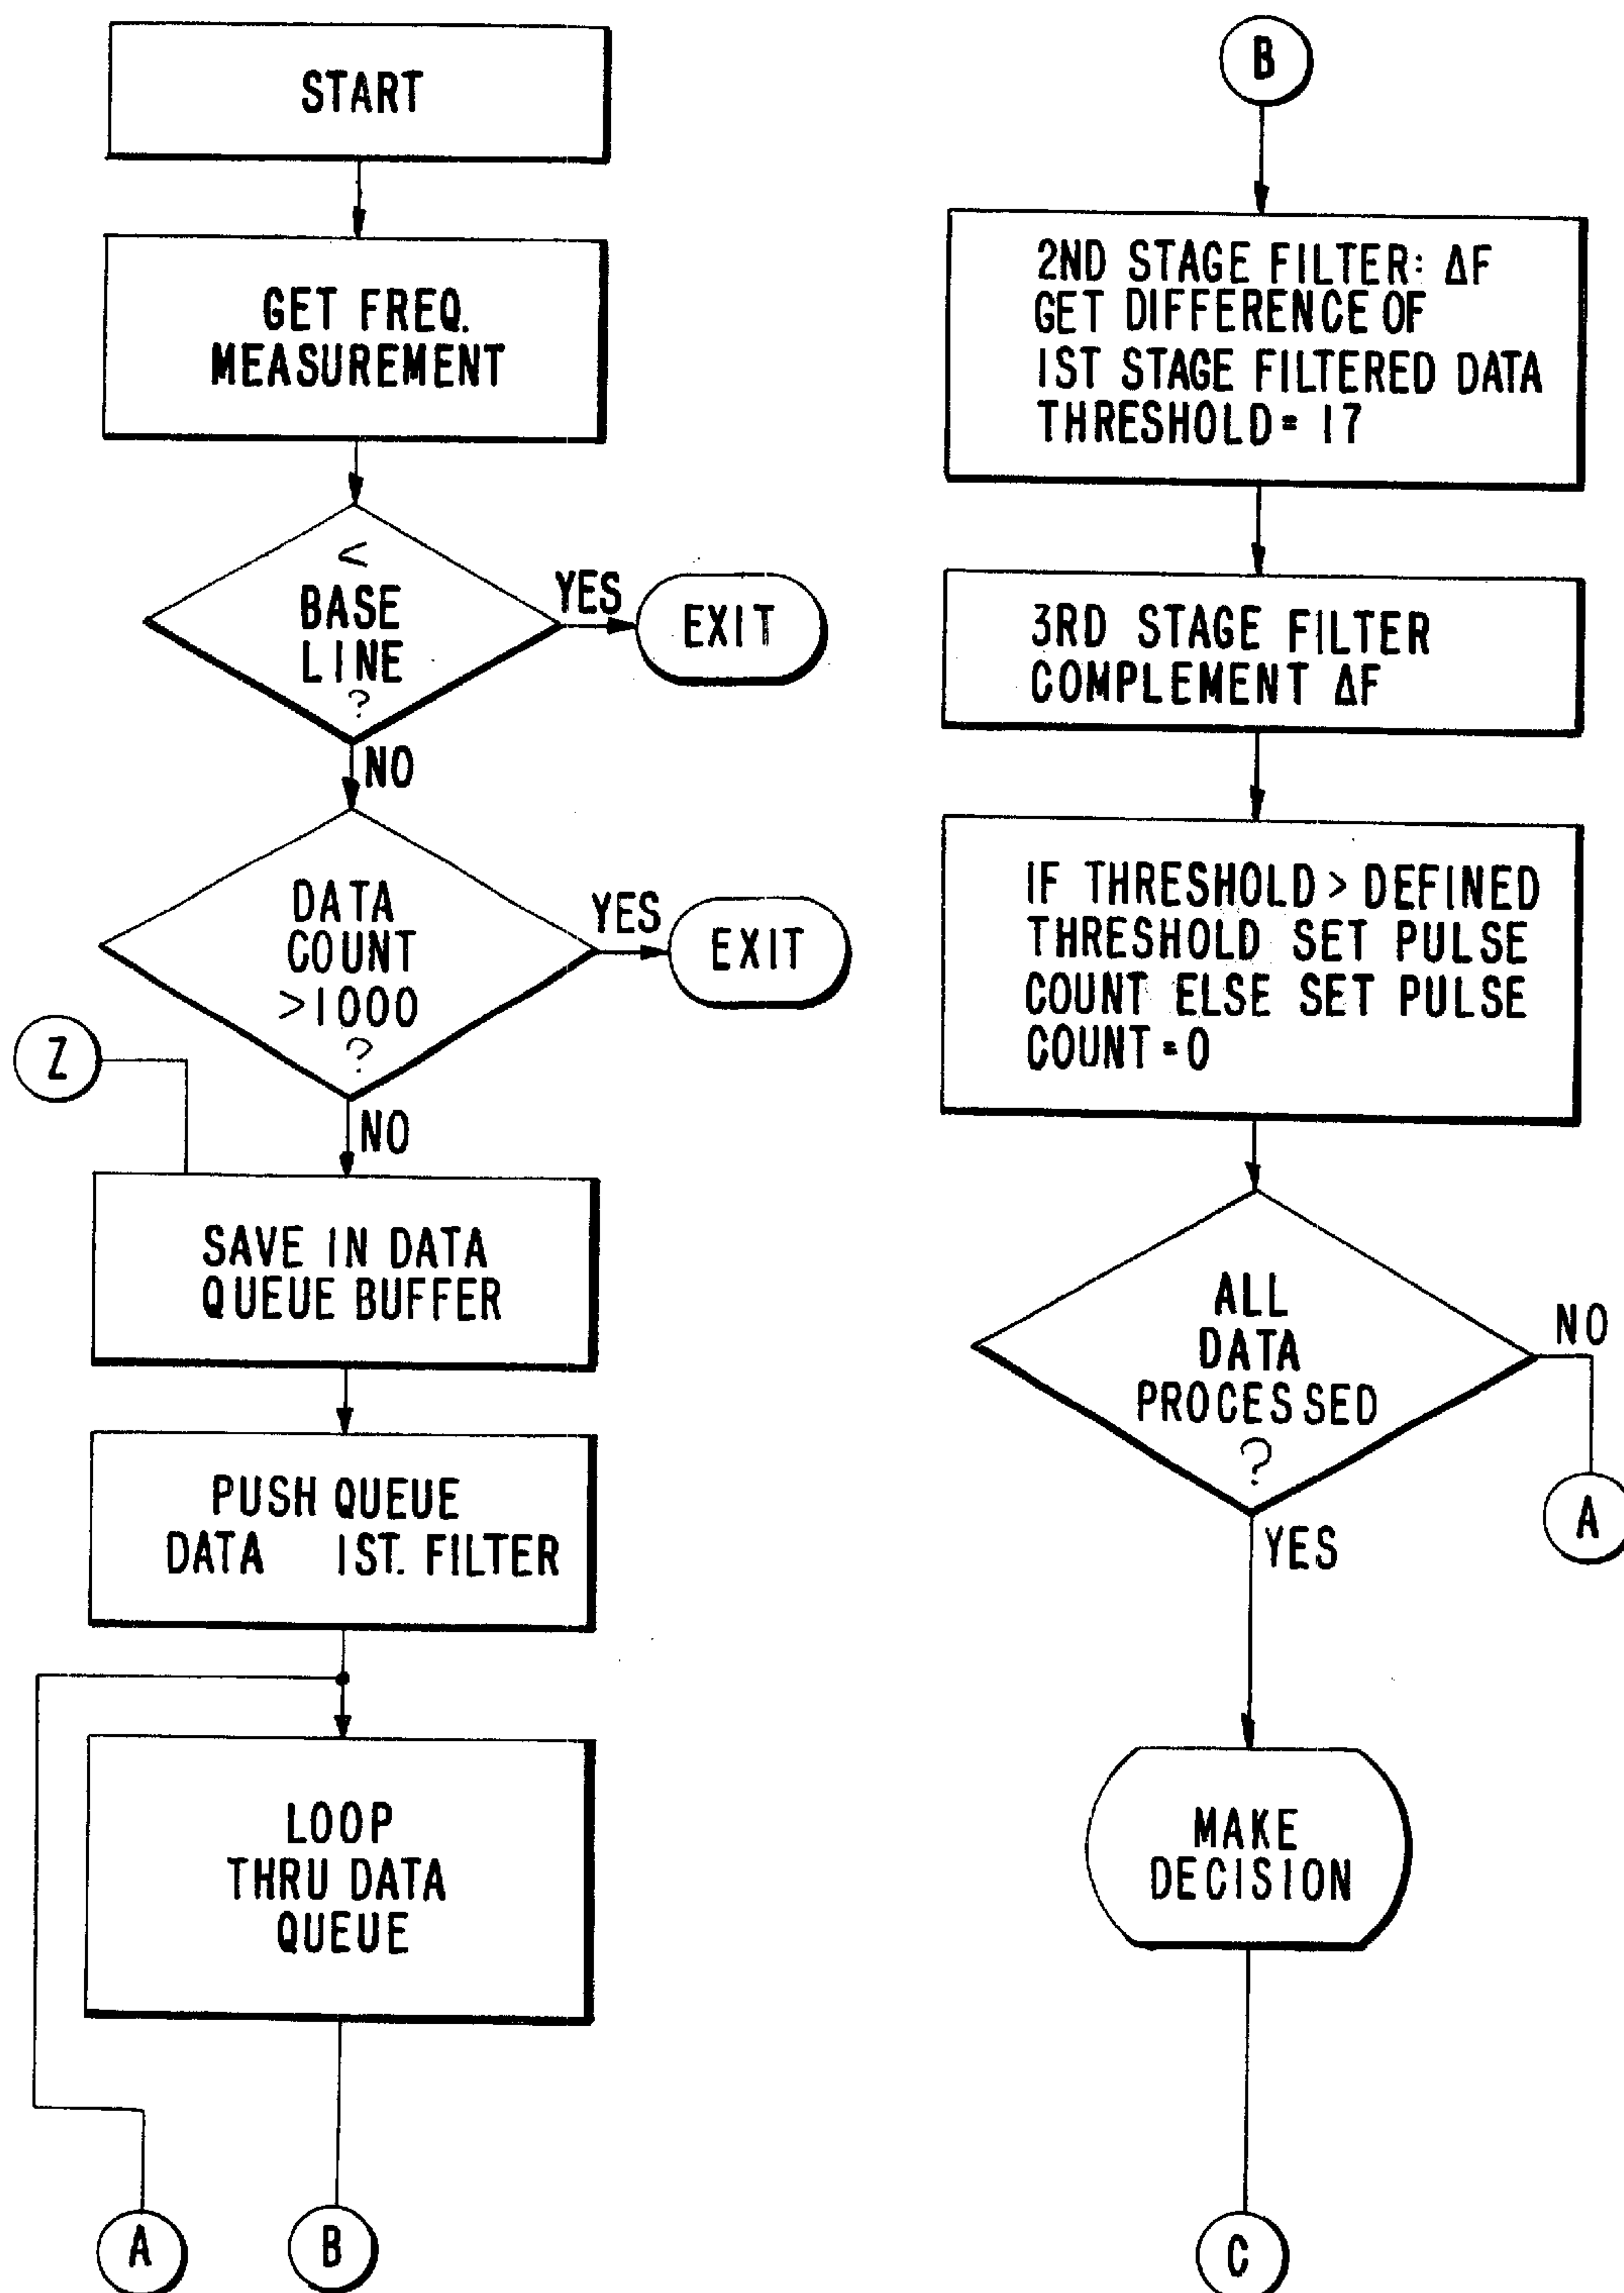 START
GET FREQ.
MEASUREMENT
<
BASE
LINE
?
YES
EXIT
NO
DATA
COUNT
>1000
?
YES
EXIT
Z
NO
SAVE IN DATA
QUEUE BUFFER
PUSH QUEUE
DATA 1ST. FILTER
LOOP
THRU DATA
QUEUE
A
B
B
2ND STAGE FILTER: ΔF
GET DIFFERENCE OF
1ST STAGE FILTERED DATA
THRESHOLD = 17
3RD STAGE FILTER
COMPLEMENT ΔF
IF THRESHOLD > DEFINED
THRESHOLD SET PULSE
COUNT ELSE SET PULSE
COUNT = 0
ALL
DATA
PROCESSED
?
NO
A
YES
MAKE
DECISION
C